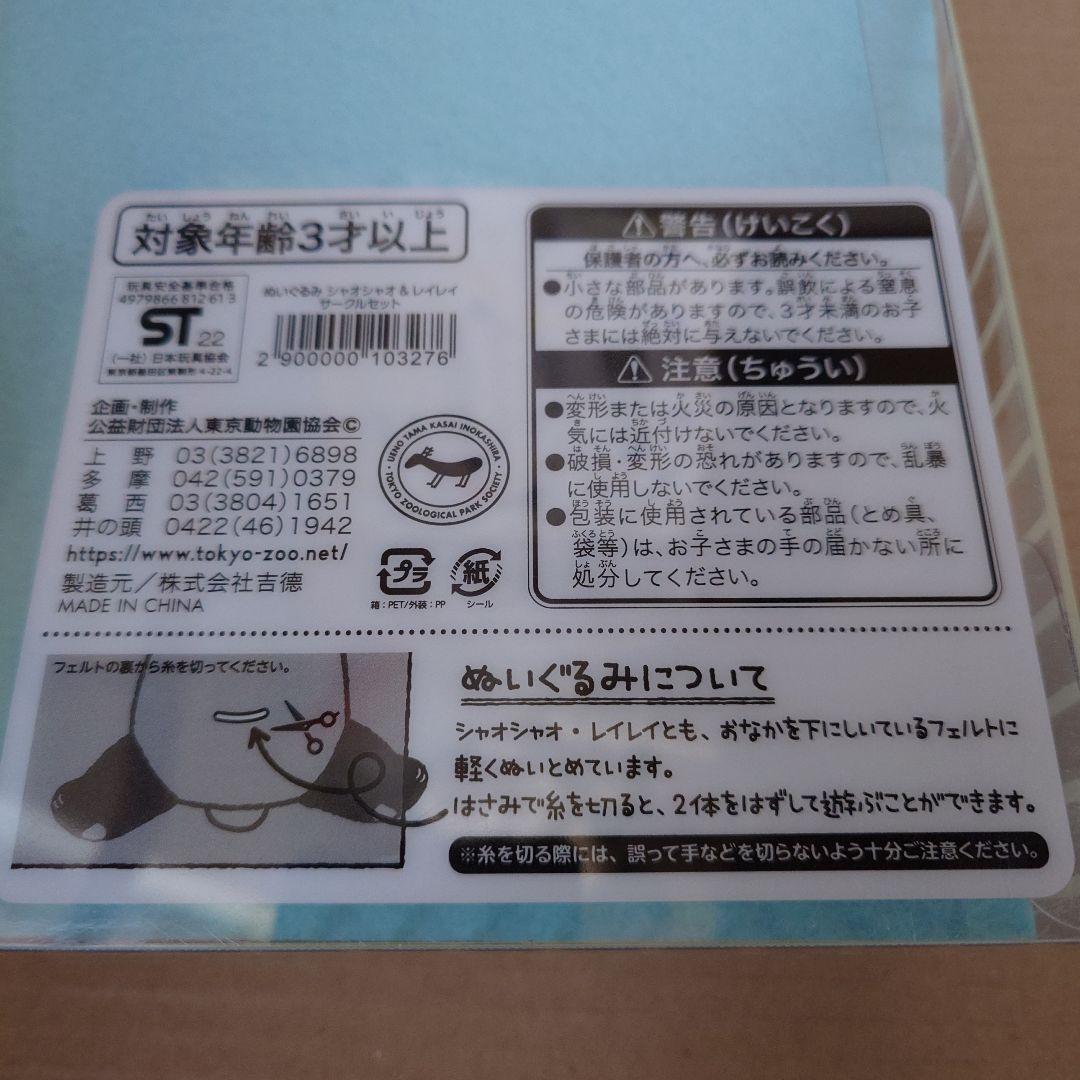 たい しょう ねん れい さい い じょう
対象年齢3才以上
玩具安全基準合格
4979866 81261 3
ST 22
(一社)日本玩具協会
東京都墨田区東駒形4-22-4
ぬいぐるみ シャオシャオ & レイレイ
サークルセット
2 900000 103276
企画・制作
公益財団法人東京動物園協会©
上野 03(3821)6898
多摩 042(591)0379
葛西 03(3804)1651
井の頭 0422(46)1942
https://www.tokyo-zoo.net/
製造元/株式会社吉德
MADE IN CHINA
UENO TAMA KASAI INOKASHIRA
TOKYO ZOOLOGICAL PARK SOCIETY
プラ
箱:PET/外装:PP
紙
シール
⚠警告(けいこく)
保護者の方へ、必ずお読みください。
●小さな部品があります。誤飲による窒息
の危険がありますので、3才未満のお子
さまには絶対に与えないでください。
⚠注意(ちゅうい)
●変形または火災の原因となりますので、火
気には近付けないでください。
●破損・変形の恐れがありますので、乱暴
に使用しないでください。
●包装に使用されている部品(とめ具、
袋等)は、お子さまの手の届かない所に
処分してください。
フェルトの裏から糸を切ってください。
ぬいぐるみについて
シャオシャオ・レイレイとも、おなかを下にしいているフェルトに
軽くぬいとめています。
はさみで糸を切ると、2体をはずして遊ぶことができます。
※糸を切る際には、誤って手などを切らないよう十分ご注意ください。